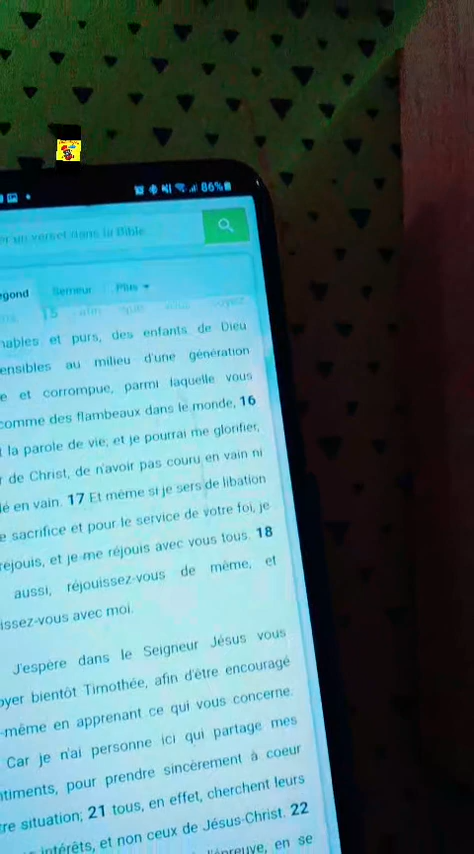 86%
un verset dans la Bible
egond Semeur Plus
15 afin que vous soyez
hables et purs, des enfants de Dieu
ensibles au milieu d'une génération
e et corrompue, parmi laquelle vous
comme des flambeaux dans le monde, 16
t la parole de vie; et je pourrai me glorifier,
r de Christ, de n'avoir pas couru en vain ni
lé en vain. 17 Et même si je sers de libation
e sacrifice et pour le service de votre foi, je
réjouis, et je me réjouis avec vous tous. 18
aussi, réjouissez-vous de même, et
issez-vous avec moi.
J'espère dans le Seigneur Jésus vous
oyer bientôt Timothée, afin d'être encouragé
-même en apprenant ce qui vous concerne.
Car je n'ai personne ici qui partage mes
ntiments, pour prendre sincèrement à coeur
tre situation; 21 tous, en effet, cherchent leurs
intérêts, et non ceux de Jésus-Christ. 22
l'épreuve, en se